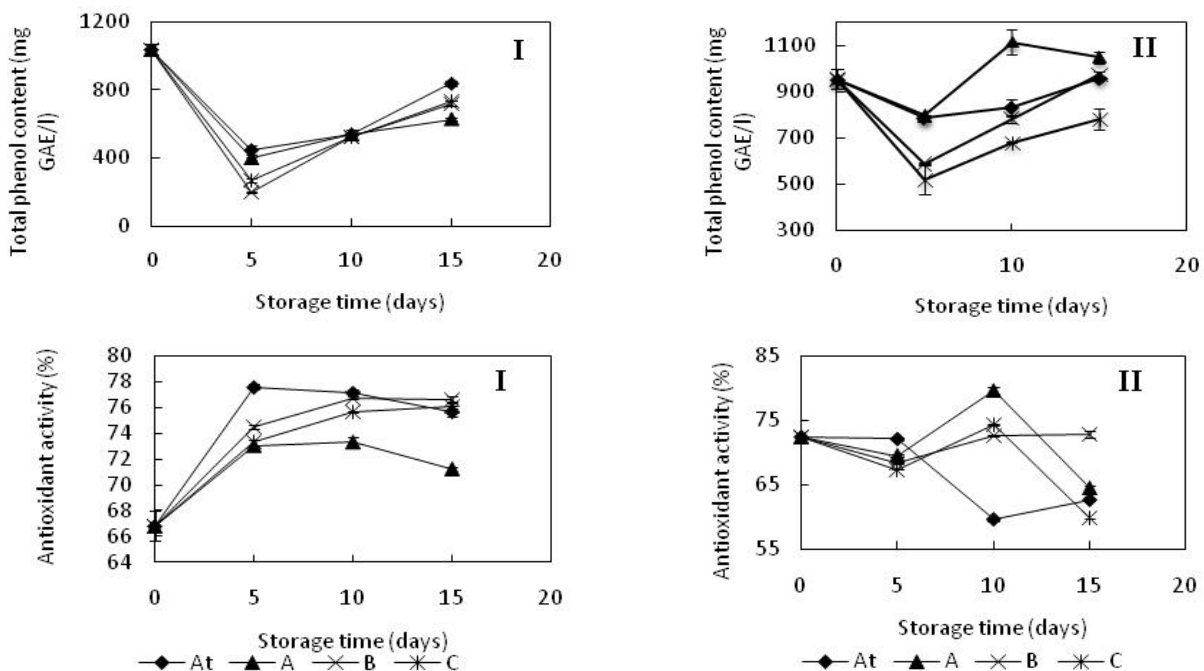 Total phenol content (mg
GAE/l)
1200
800
400
0
I
0 5 10 15 20
Storage time (days)
Total phenol content (mg
GAE/l)
1100
900
700
500
300
II
0 10 20
Storage time (days)
Antioxidant activity (%)
80
78
76
74
72
70
68
66
64
I
0 5 10 15 20
Storage time (days)
At A B C
Antioxidant activity (%)
85
75
65
55
II
0 5 10 15 20
Storage time (days)
At A B C